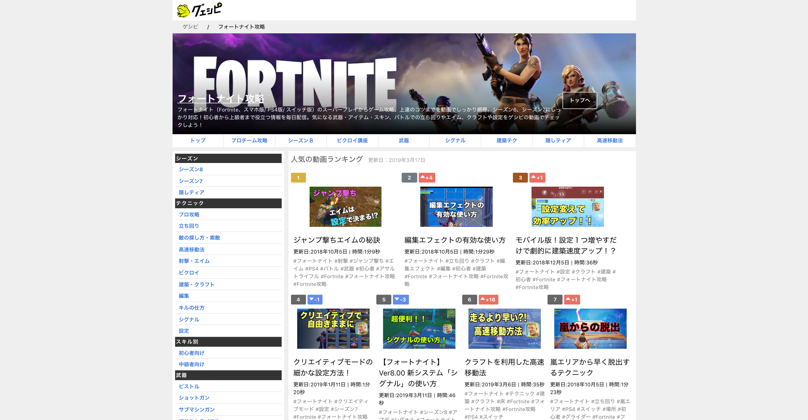 ゲシピ
ゲシピ / フォートナイト攻略
FORTNITE
フォートナイト攻略
フォートナイト（Fortnite、スマホ版/ PS4版/ スイッチ版）のスーパープレイからゲーム攻略、上達のコツまでを動画でしっかり網羅。シーズン6、シーズン7にしっ
かり対応！初心者から上級者まで役立つ情報を毎日配信。気になる武器・アイテム・スキン、バトルでの立ち回りやエイム、クラフトや設定をゲシピの動画でチェッ
クしよう！
トップへ
トップ プロチーム攻略 シーズン８ ピクロイ講座 武器 シグナル 建築テク 隠しティア 高速移動法
シーズン
シーズン8
シーズン7
隠しティア
テクニック
プロ攻略
立ち回り
敵の探し方・索敵
高速移動法
射撃・エイム
ビクロイ
建築・クラフト
編集
キルの仕方
シグナル
設定
スキル別
初心者向け
中級者向け
武器
ピストル
ショットガン
サブマシンガン
人気の動画ランキング 更新日：2019年3月17日
1
ジャンプ撃ち
エイムは
設定で決まる!?
ジャンプ撃ちエイムの秘訣
更新日:2018年10月5日 | 時間:1分9秒
#フォートナイト #射撃 #ジャンプ撃ち #エ
イム #PS4 #バトル #武器 #初心者 #アサル
トライフル #Fortnite #フォートナイト攻略
#Fortnite攻略
2 +4
編集エフェクトの
有効な使い方
編集エフェクトの有効な使い方
更新日:2018年10月5日 | 時間:1分29秒
#フォートナイト #立ち回り #クラフト #編
集エフェクト #編集 #初心者 #建築
#Fortnite #フォートナイト攻略 #Fortnite攻
略
3 +1
設定変えて
効率アップ！！
モバイル版！設定１つ増やすだ
けで劇的に建築速度アップ！？
更新日:2018年12月5日 | 時間:36秒
#フォートナイト #設定 #クラフト #建築 #
初心者 #Fortnite #フォートナイト攻略
#Fortnite攻略
4 -1
クリエイティブで
自由きままに
クリエイティブモードの
細かな設定方法！
更新日:2019年1月11日 | 時間:1分
20秒
#フォートナイト #クリエイティブ
モード #設定 #シーズン7
#Fortnite #フォートナイト攻略
5 -3
超便利！！
シグナルの使い方！
【フォートナイト】
Ver8.00 新システム「シ
グナル」の使い方
更新日:2019年3月11日 | 時間:46
秒
#フォートナイト #シーズン8 #ア
6 +16
走るより早い?!
高速移動方法
クラフトを利用した高速
移動法
更新日:2019年3月6日 | 時間:35秒
#フォートナイト #テクニック #建
築 #クラフト #床 #Fortnite #フォ
ートナイト攻略 #Fortnite攻略
#PS4 #スイッチ
7 +1
嵐からの脱出
嵐エリアから早く脱出す
るテクニック
更新日:2018年10月5日 | 時間:1分
23秒
#フォートナイト #立ち回り #嵐エ
リア #PS4 #スイッチ #場所 #初
心者 #グライダー #Fortnite #フォ